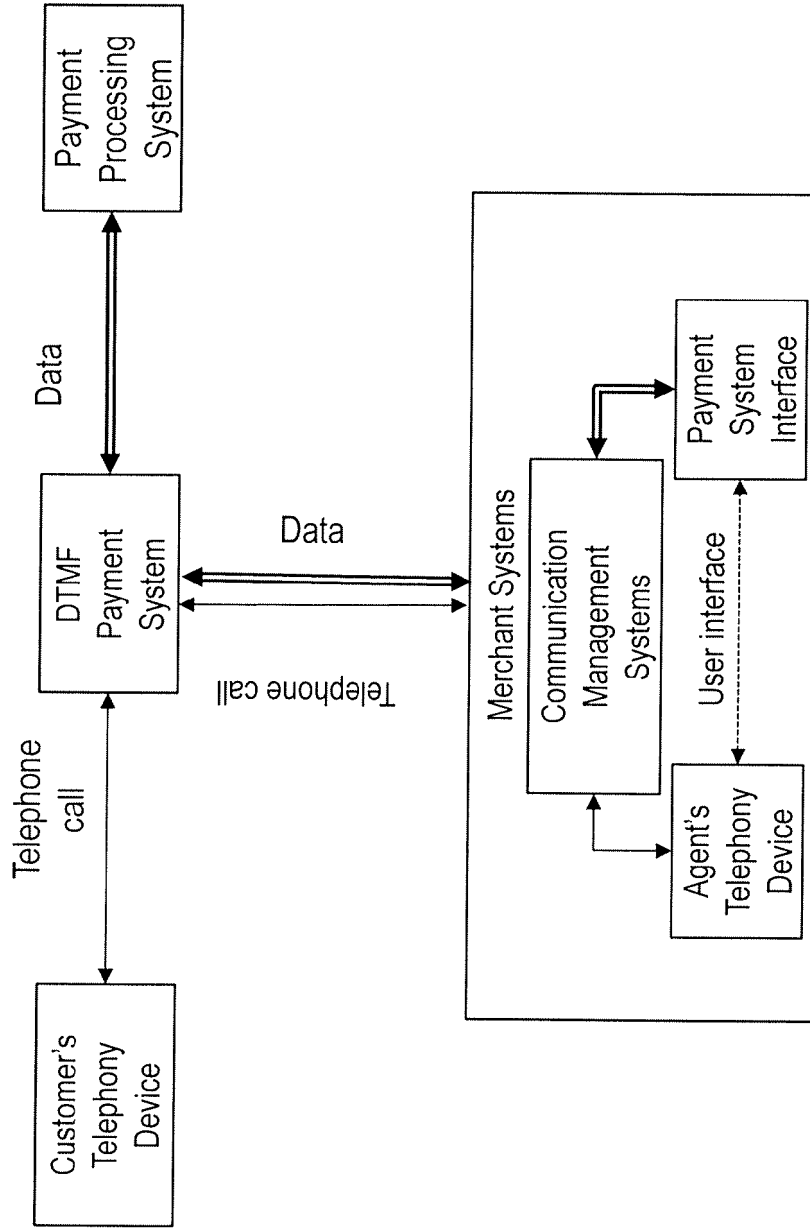 Customer's
Telephony
Device
Telephone
call
DTMF
Payment
System
Data
Payment
Processing
System
Telephone call
Data
Merchant Systems
Communication
Management
Systems
Agent's
Telephony
Device
User interface
Payment
System
Interface